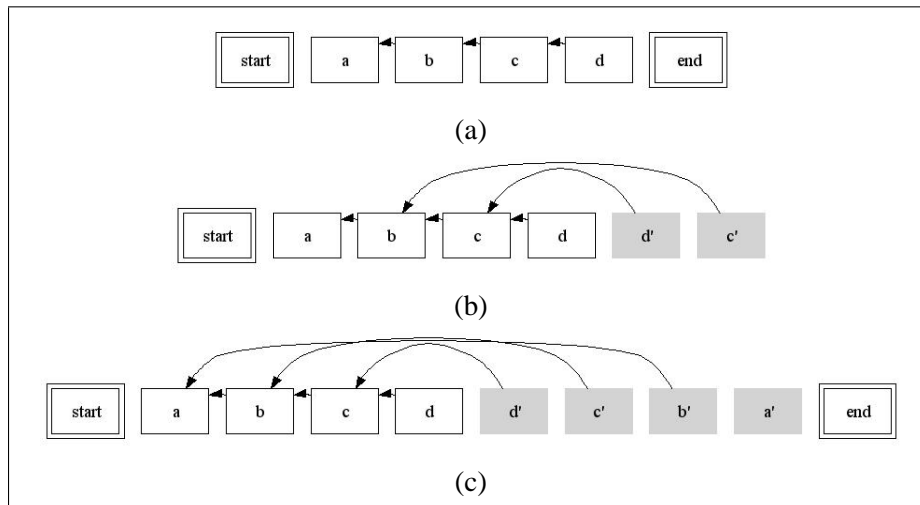 start a b c d end
(a)
start a b c d d' c'
(b)
start a b c d d' c' b' a' end
(c)